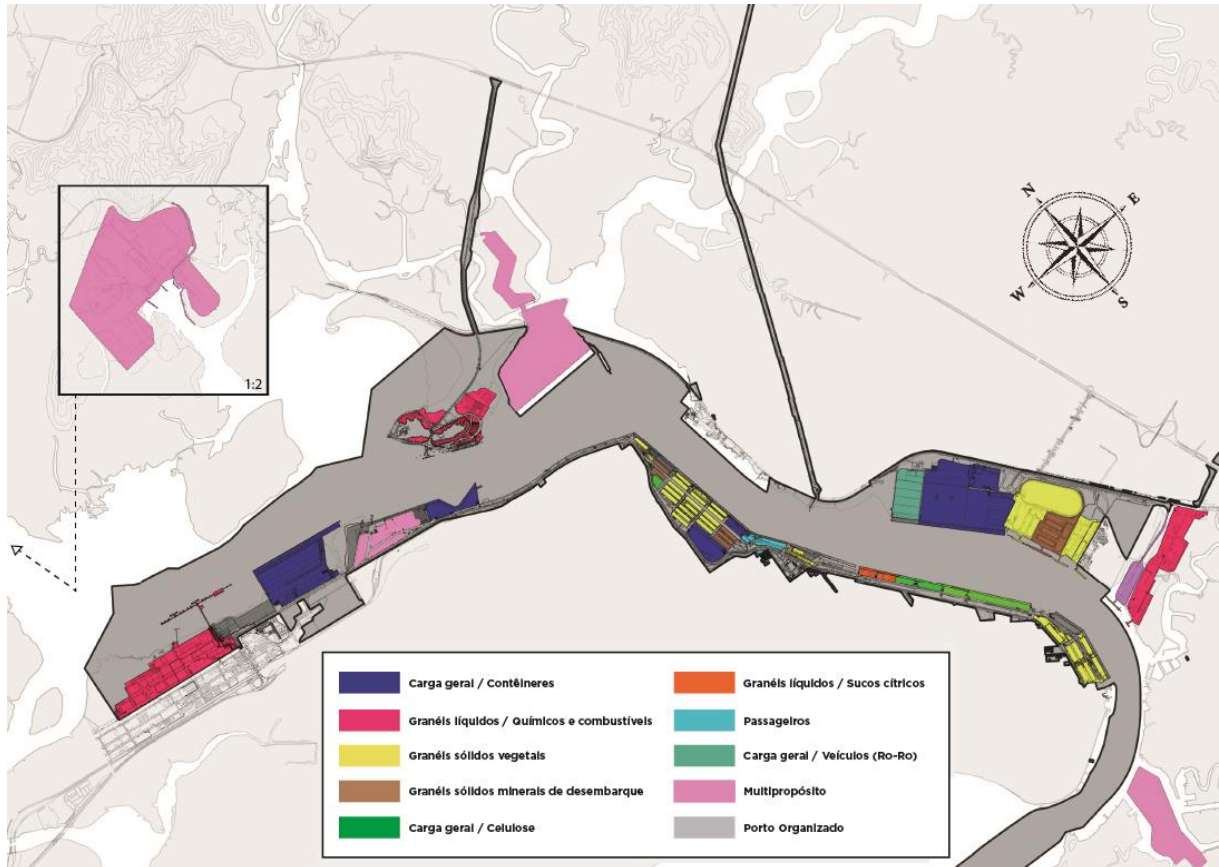 N
E
W
S
1:2
Carga geral / Contêineres
Granéis líquidos / Químicos e combustíveis
Granéis sólidos vegetais
Granéis sólidos minerais de desembarque
Carga geral / Celulose
Granéis líquidos / Sucos cítricos
Passageiros
Carga geral / Veículos (Ro-Ro)
Multipropósito
Porto Organizado